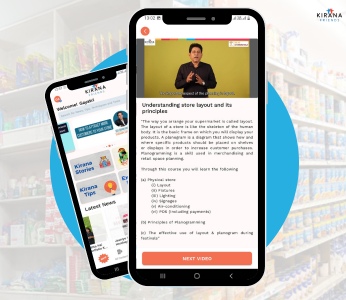 KIRANA
FRIENDS
13:02
Understanding store layout and its
principles
"The way you arrange your supermarket is called layout.
The layout of a store is like the skeleton of the human
body. It is the basic frame on which you will display your
products. A planogram is a diagram that shows how and
where specific products should be placed on shelves
or displays in order to increase customer purchases.
Planogramming is a skill used in merchandising and
retail space planning.
Through this course you will learn the following
(a) Physical store
(i) Layout
(ii) Fixtures
(iii) Lighting
(iv) Signages
(v) Air-conditioning
(vi) POS (including payments)
(b) Principles of Planogramming
(c) The effective use of layout & planogram during
festivals"
NEXT VIDEO
KIRANA
Welcome! Gayatri
Kirana
Stories
Kirana
Tips
Latest News